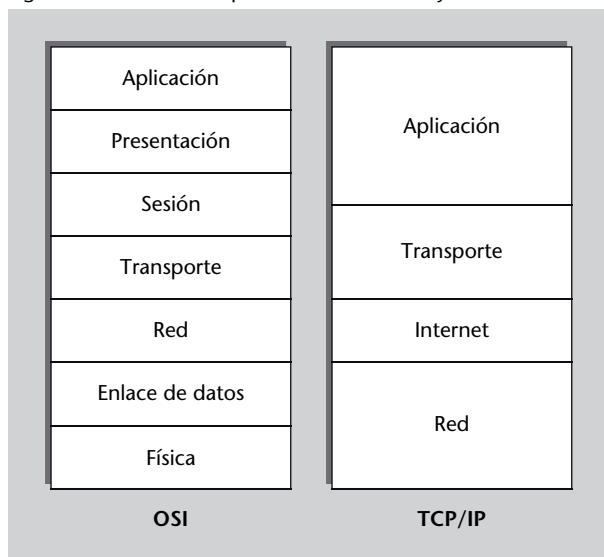 Aplicación
Presentación
Sesión
Transporte
Red
Enlace de datos
Física
OSI
Aplicación
Transporte
Internet
Red
TCP/IP